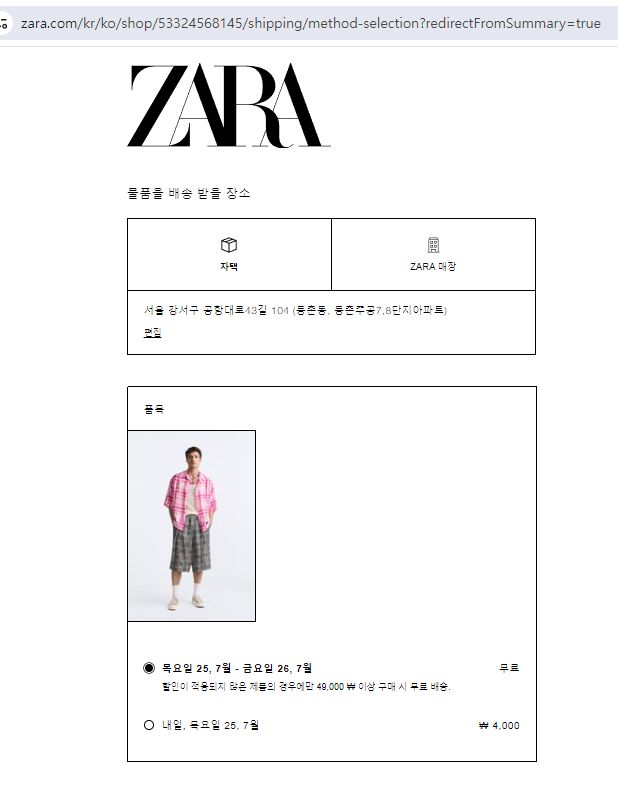 zara.com/kr/ko/shop/53324568145/shipping/method-selection?redirectFromSummary=true
ZARA
물품을 배송 받을 장소
자택
ZARA 매장
서울 강서구 공항대로43길 104 (등촌동, 등촌주공7,8단지아파트)
편집
품목
목요일 25, 7월 - 금요일 26, 7월
무료
할인이 적용되지 않은 제품의 경우에만 49,000 ₩ 이상 구매 시 무료 배송.
내일, 목요일 25, 7월
₩ 4,000